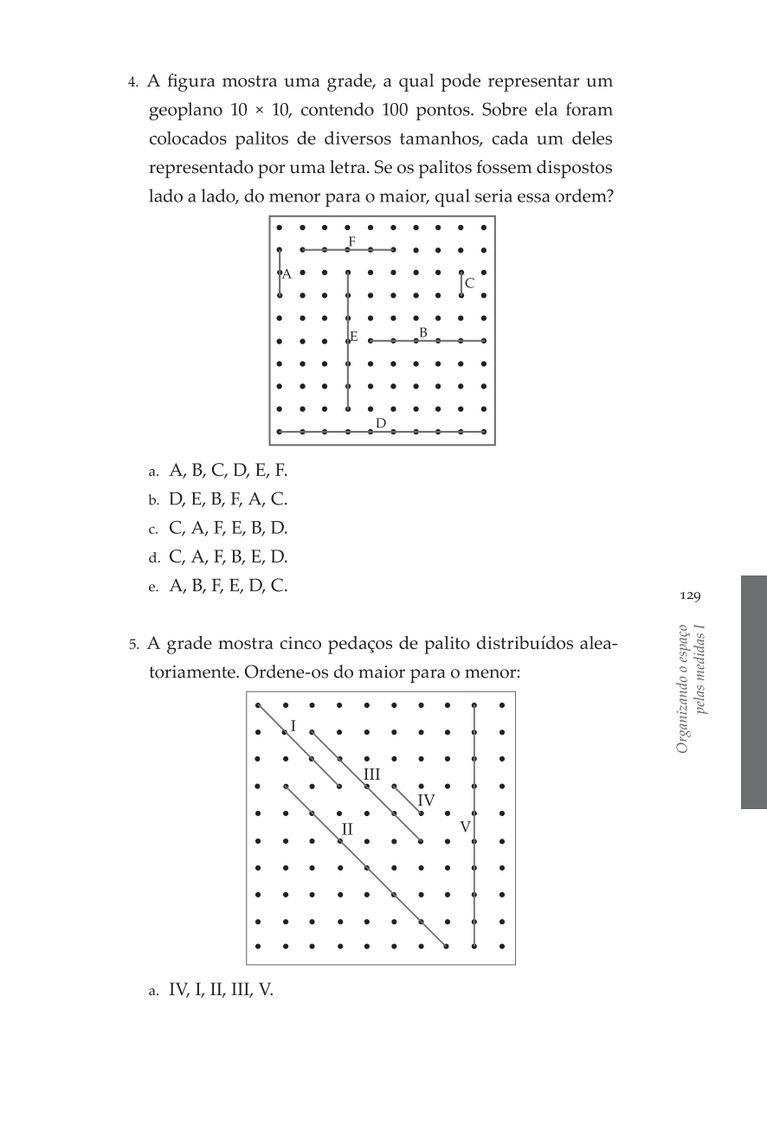 4. A figura mostra uma grade, a qual pode representar um
geoplano 10 × 10, contendo 100 pontos. Sobre ela foram
colocados palitos de diversos tamanhos, cada um deles
representado por uma letra. Se os palitos fossem dispostos
lado a lado, do menor para o maior, qual seria essa ordem?
F
A
C
E
B
D
a. A, B, C, D, E, F.
b. D, E, B, F, A, C.
c. C, A, F, E, B, D.
d. C, A, F, B, E, D.
e. A, B, F, E, D, C.
129
Organizando o espaço
pelas medidas I
5. A grade mostra cinco pedaços de palito distribuídos alea-
toriamente. Ordene-os do maior para o menor:
I
III
IV
II
V
a. IV, I, II, III, V.